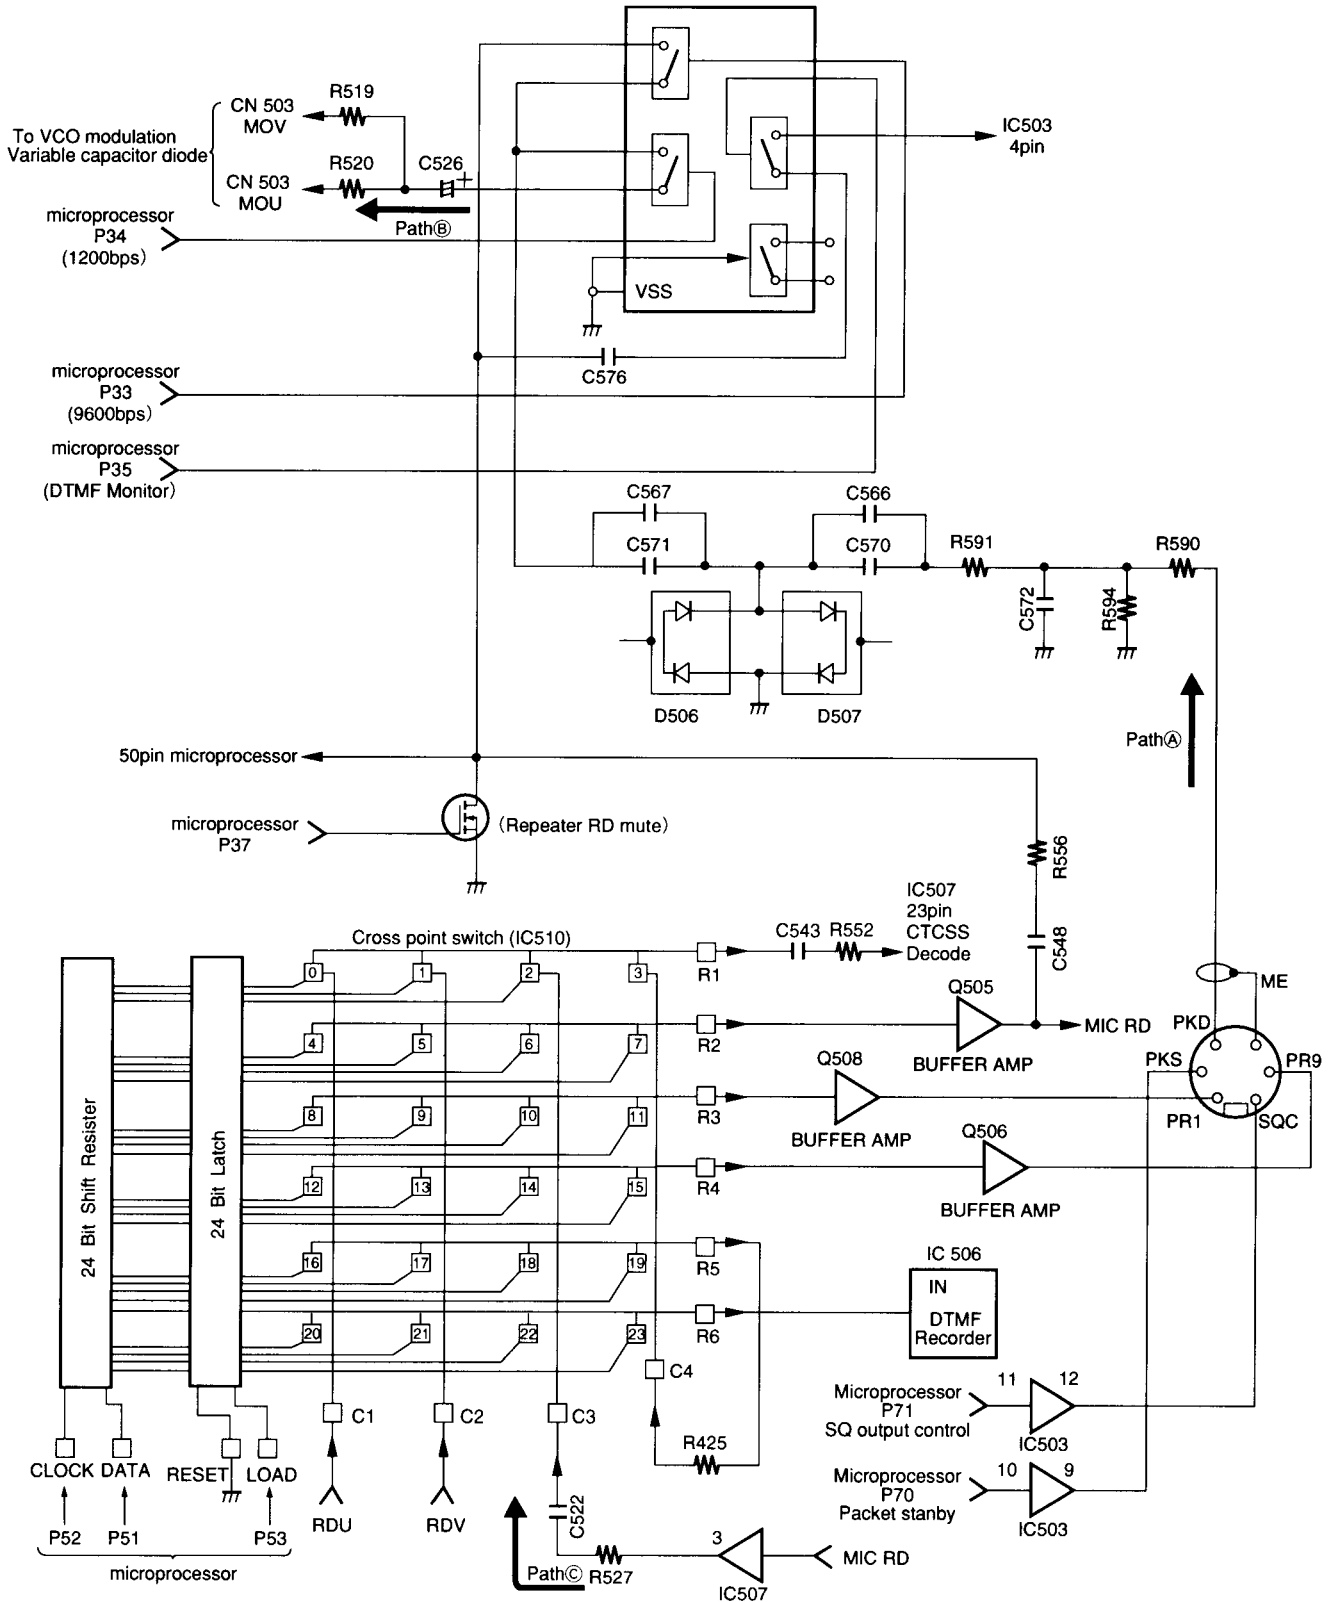 R519
CN 503
MOV
To VCO modulation
Variable capacitor diode
R520
C526
+
CN 503
MOU
PathⒷ
microprocessor
P34
(1200bps)
IC503
4pin
VSS
C576
microprocessor
P33
(9600bps)
microprocessor
P35
(DTMF Monitor)
C567
C566
C571
C570
R591
R590
C572
R594
D506
D507
PathⒶ
50pin microprocessor
microprocessor
P37
(Repeater RD mute)
R556
C548
IC507
23pin
CTCSS
Decode
C543
R552
Cross point switch (IC510)
R1
0
1
2
3
ME
Q505
BUFFER AMP
MIC RD
PKD
PKS
PR9
PR1
SQC
R2
4
5
6
7
Q508
BUFFER AMP
R3
8
9
10
11
Q506
BUFFER AMP
R4
12
13
14
15
24 Bit Shift Resister
24 Bit Latch
R5
16
17
18
19
IC 506
IN
DTMF
Recorder
R6
20
21
22
23
C4
C1
C2
C3
R425
Microprocessor
P71
SQ output control
11
12
IC503
Microprocessor
P70
Packet stanby
10
9
IC503
CLOCK
DATA
RESET
LOAD
P52
P51
P53
microprocessor
RDU
RDV
C522
PathⒸ
R527
3
IC507
MIC RD